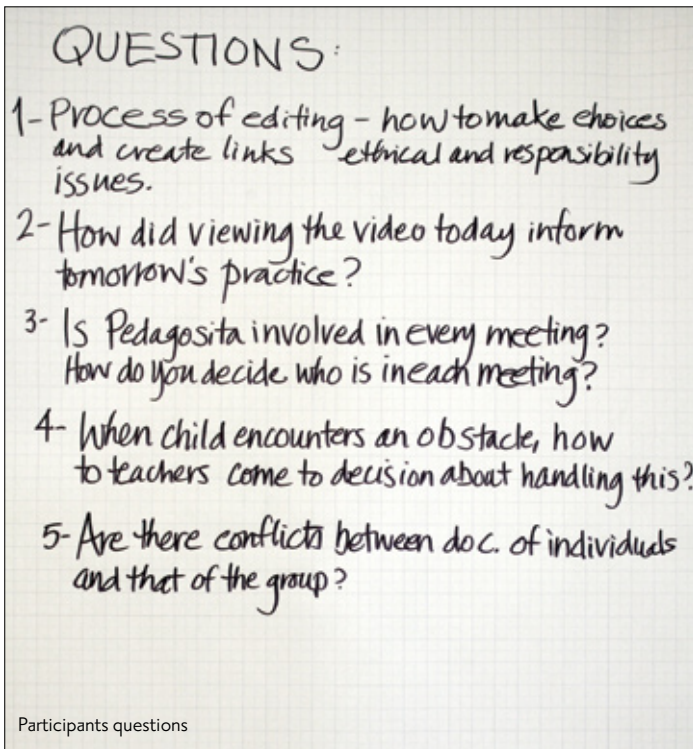 QUESTIONS:
1- Process of editing - how to make choices
and create links ethical and responsibility
issues.
2- How did viewing the video today inform
tomorrow's practice?
3- Is Pedagosita involved in every meeting?
How do you decide who is in each meeting?
4- When child encounters an obstacle, how
to teachers come to decision about handling this?
5- Are there conflicts between doc. of individuals
and that of the group?
Participants questions